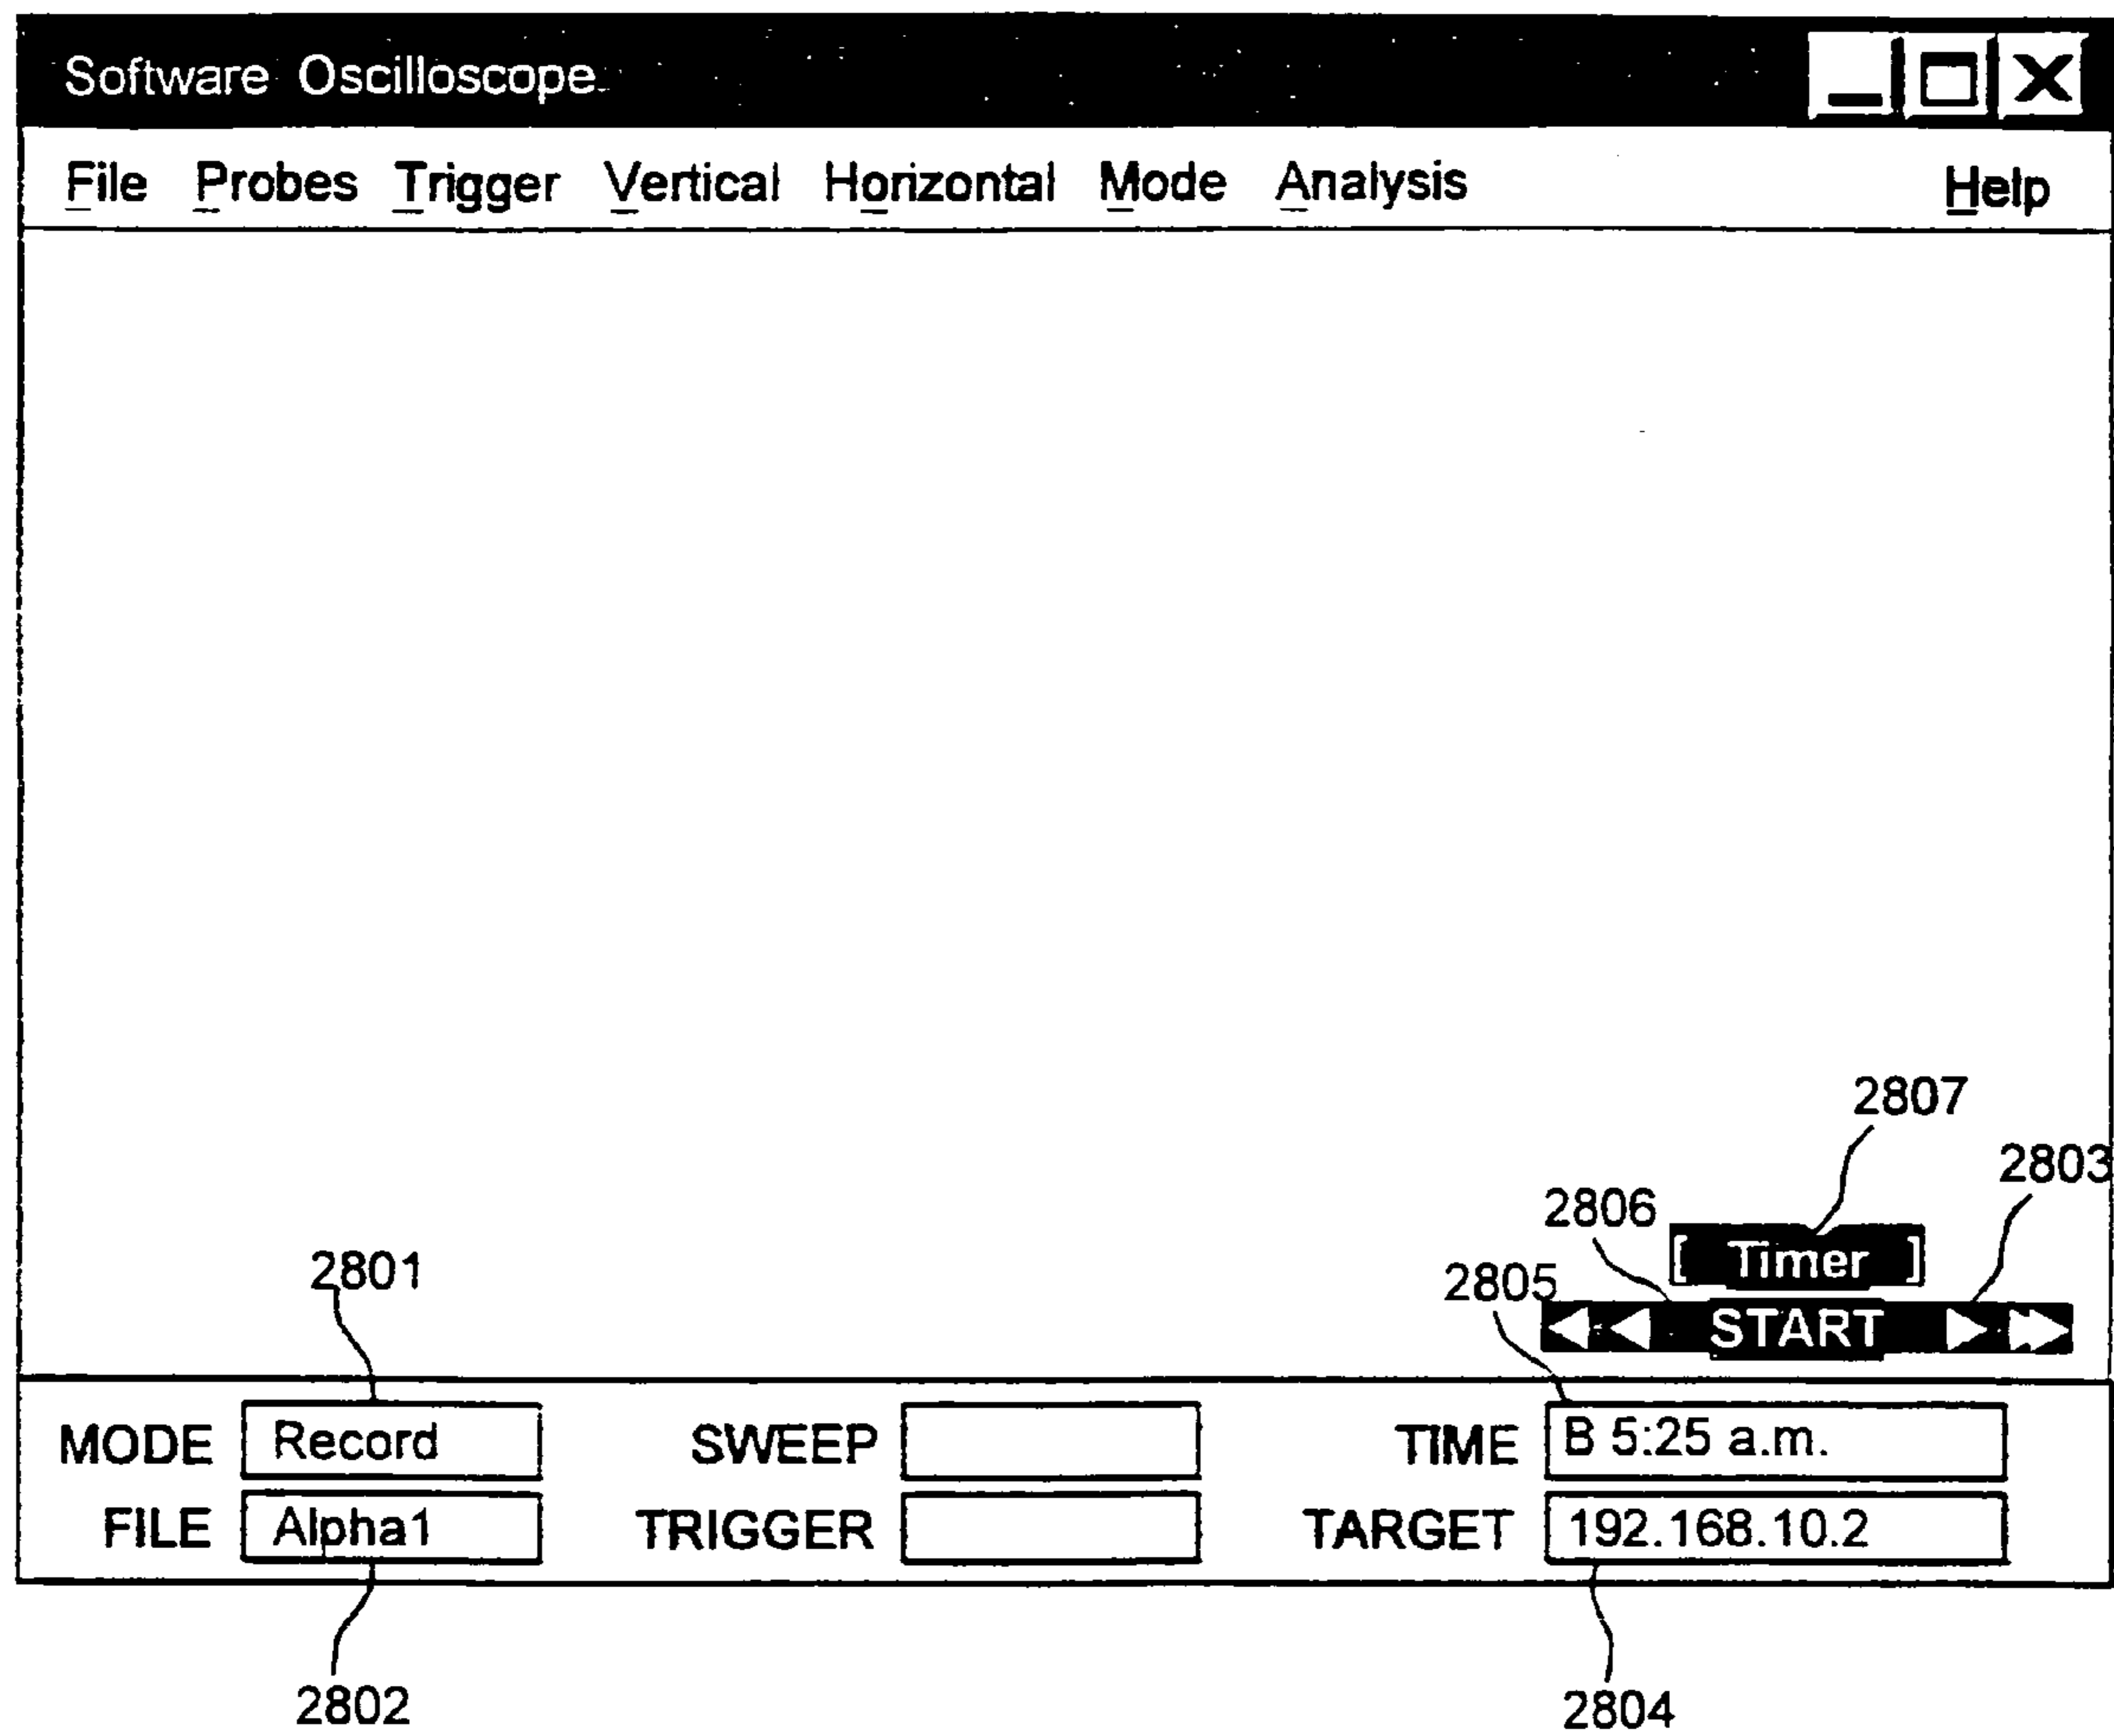 Software Oscilloscope
File Probes Trigger Vertical Horizontal Mode Analysis Help
2807
2803
2806
[ Timer ]
2801
2805
START
MODE Record SWEEP TIME B 5:25 a.m.
FILE Alpha1 TRIGGER TARGET 192.168.10.2
2802 2804